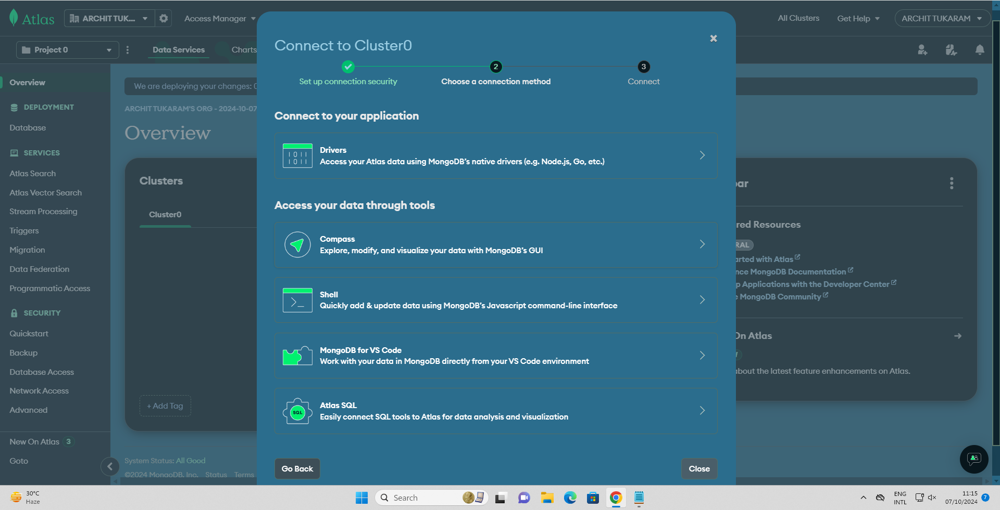 Atlas
ARCHIT TUK...
Access Manager
All Clusters
Get Help
ARCHIT TUKARAM
Project 0
Data Services
Charts
Overview
DEPLOYMENT
Database
SERVICES
Atlas Search
Atlas Vector Search
Stream Processing
Triggers
Migration
Data Federation
Programmatic Access
SECURITY
Quickstart
Backup
Database Access
Network Access
Advanced
New On Atlas 3
Goto
We are deploying your changes: 0
ARCHIT TUKARAM'S ORG - 2024-10-07
Overview
Clusters
Cluster0
+ Add Tag
System Status: All Good
©2024 MongoDB, Inc. Status Terms
Connect to Cluster0
2
3
Set up connection security
Choose a connection method
Connect
Connect to your application
Drivers
Access your Atlas data using MongoDB's native drivers (e.g. Node.js, Go, etc.)
Access your data through tools
Compass
Explore, modify, and visualize your data with MongoDB's GUI
Shell
Quickly add & update data using MongoDB's Javascript command-line interface
MongoDB for VS Code
Work with your data in MongoDB directly from your VS Code environment
SQL
Atlas SQL
Easily connect SQL tools to Atlas for data analysis and visualization
Go Back
Close
ar
red Resources
RAL
arted with Atlas
nce MongoDB Documentation
p Applications with the Developer Center
e MongoDB Community
On Atlas
about the latest feature enhancements on Atlas.
30°C
Haze
Search
ENG
INTL
11:15
07/10/2024
7